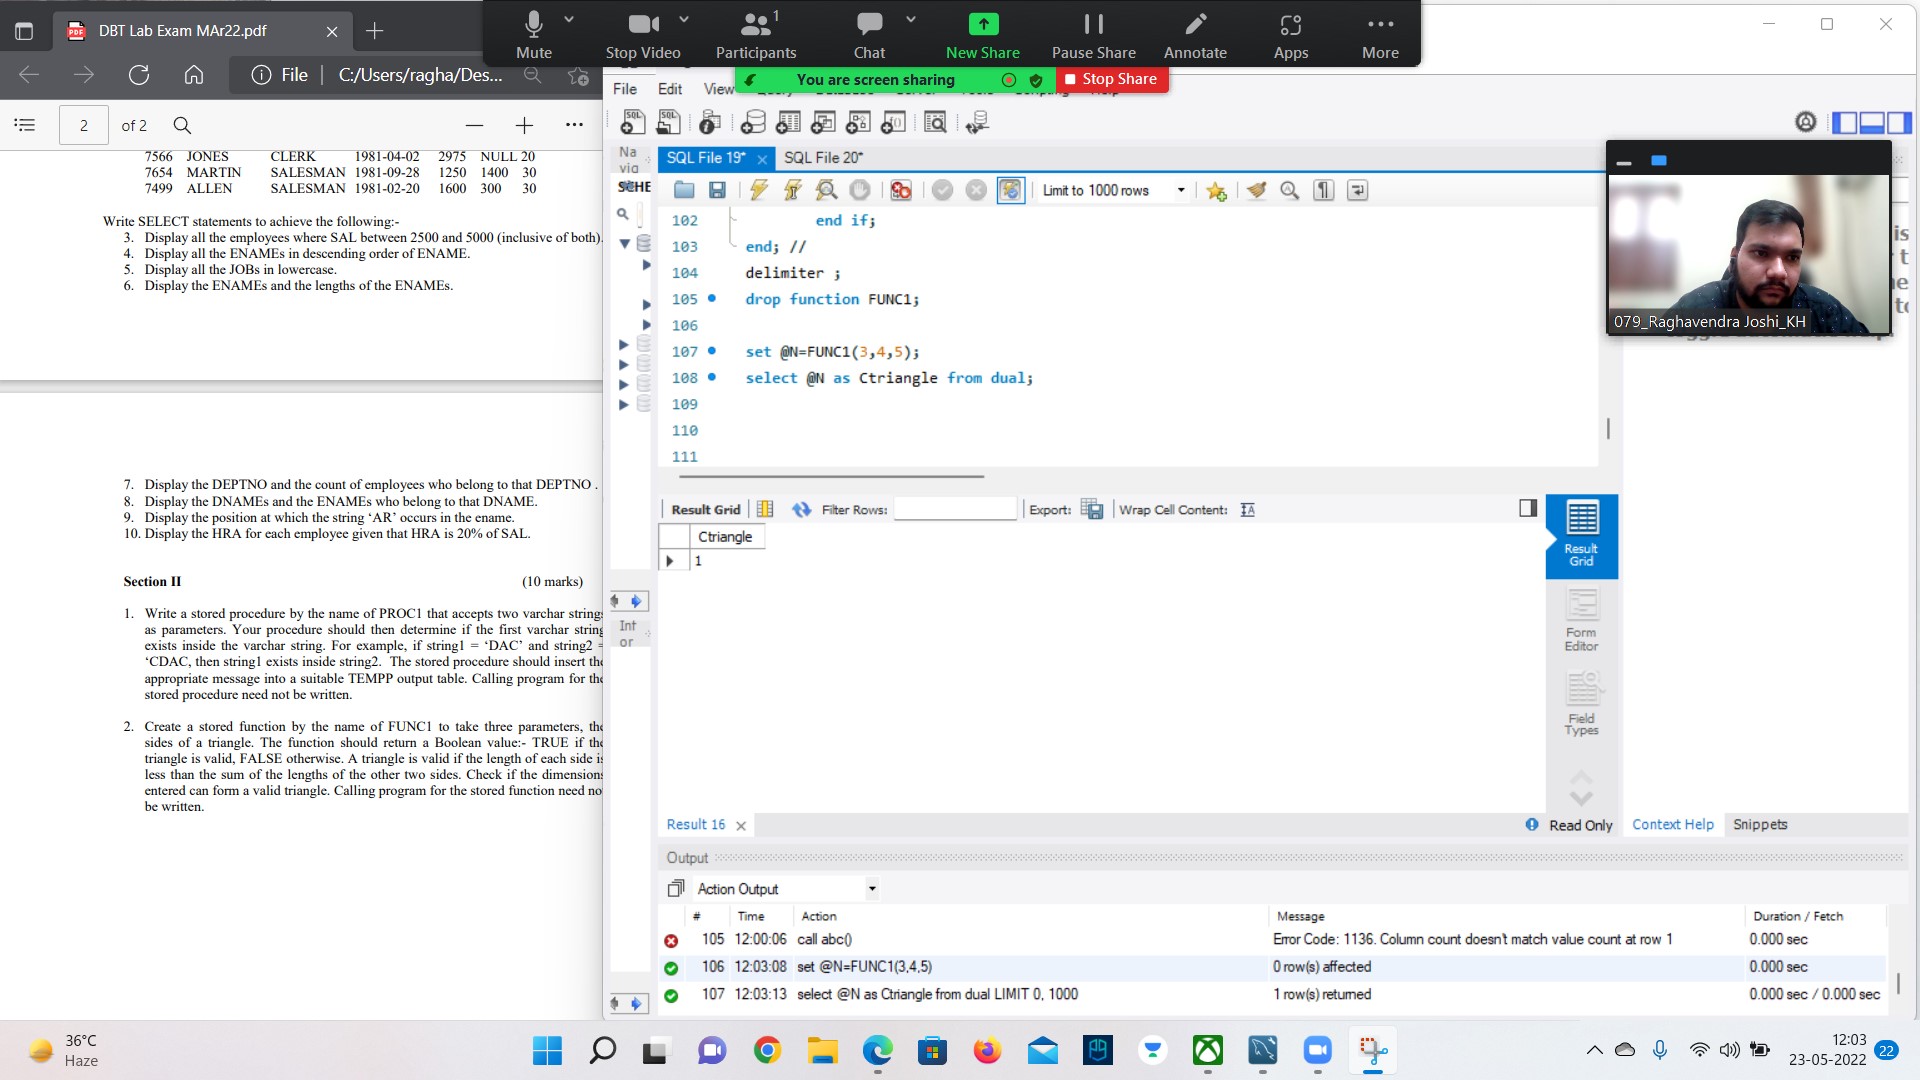 DBT Lab Exam MAr22.pdf
Mute
Stop Video
1
Participants
Chat
New Share
Pause Share
Annotate
Apps
More
You are screen sharing
Stop Share
File
C:/Users/ragha/Des...
2
of 2
7566 JONES CLERK 1981-04-02 2975 NULL 20
7654 MARTIN SALESMAN 1981-09-28 1250 1400 30
7499 ALLEN SALESMAN 1981-02-20 1600 300 30
Write SELECT statements to achieve the following:-
3. Display all the employees where SAL between 2500 and 5000 (inclusive of both).
4. Display all the ENAMEs in descending order of ENAME.
5. Display all the JOBs in lowercase.
6. Display the ENAMEs and the lengths of the ENAMEs.
7. Display the DEPTNO and the count of employees who belong to that DEPTNO .
8. Display the DNAMEs and the ENAMEs who belong to that DNAME.
9. Display the position at which the string ‘AR’ occurs in the ename.
10. Display the HRA for each employee given that HRA is 20% of SAL.
Section II (10 marks)
1. Write a stored procedure by the name of PROC1 that accepts two varchar strings
as parameters. Your procedure should then determine if the first varchar string
exists inside the varchar string. For example, if string1 = ‘DAC’ and string2 =
‘CDAC, then string1 exists inside string2. The stored procedure should insert the
appropriate message into a suitable TEMPP output table. Calling program for the
stored procedure need not be written.
2. Create a stored function by the name of FUNC1 to take three parameters, the
sides of a triangle. The function should return a Boolean value:- TRUE if the
triangle is valid, FALSE otherwise. A triangle is valid if the length of each side is
less than the sum of the lengths of the other two sides. Check if the dimensions
entered can form a valid triangle. Calling program for the stored function need no
be written.
File Edit View
Na
vig
SCHE
Inf
or
SQL File 19*
SQL File 20*
Limit to 1000 rows
102 end if;
103 end; //
104 delimiter ;
105 drop function FUNC1;
106
107 set @N=FUNC1(3,4,5);
108 select @N as Ctriangle from dual;
109
110
111
079_Raghavendra Joshi_KH
Result Grid
Filter Rows:
Export:
Wrap Cell Content:
Ctriangle
1
Result
Grid
Form
Editor
Field
Types
Result 16
Read Only
Context Help
Snippets
Output
Action Output
# Time Action Message Duration / Fetch
105 12:00:06 call abc() Error Code: 1136. Column count doesn't match value count at row 1 0.000 sec
106 12:03:08 set @N=FUNC1(3,4,5) 0 row(s) affected 0.000 sec
107 12:03:13 select @N as Ctriangle from dual LIMIT 0, 1000 1 row(s) returned 0.000 sec / 0.000 sec
36°C
Haze
12:03
23-05-2022
22